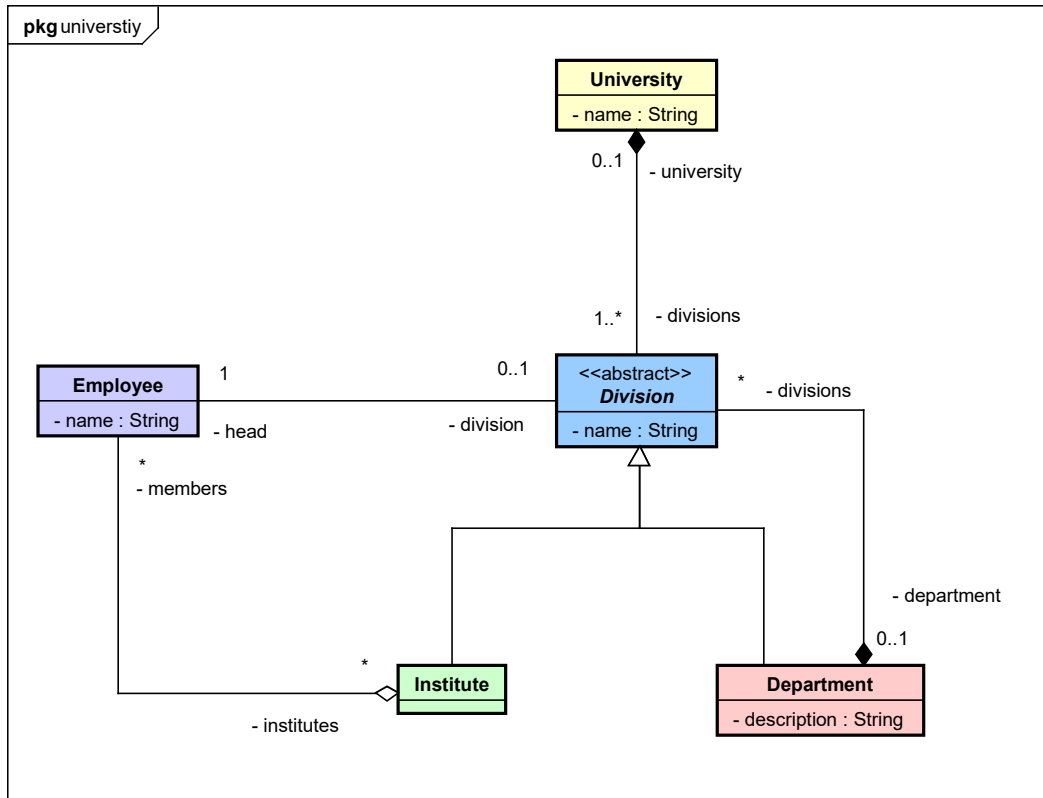 pkg universtiy
University
- name : String
0..1
- university
1..*
- divisions
Employee
- name : String
1
- head
0..1
- division
<<abstract>>
Division
- name : String
*
- divisions
*
- members
- department
0..1
*
- institutes
Institute
Department
- description : String